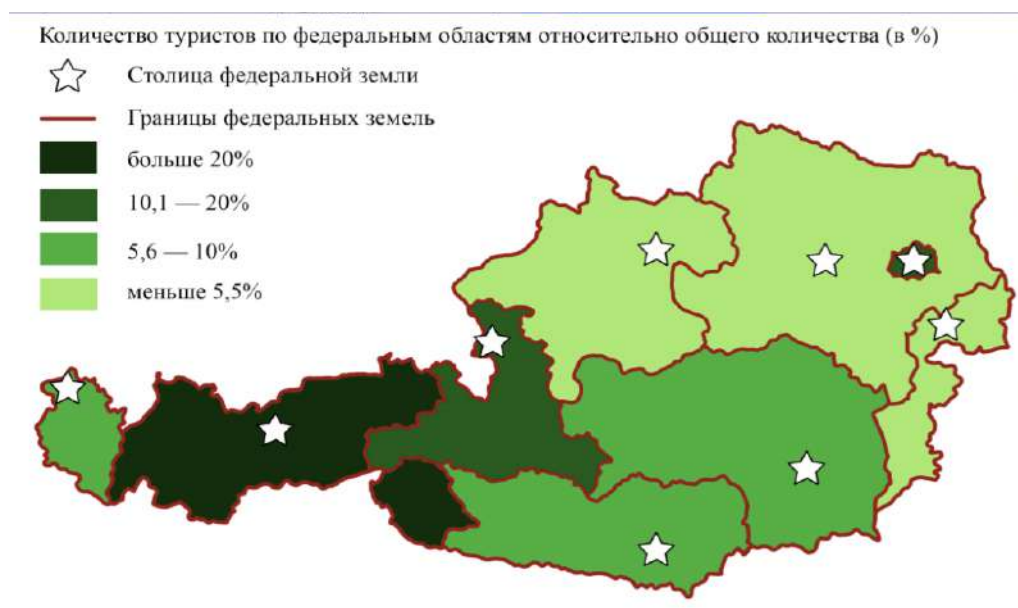 Количество туристов по федеральным областям относительно общего количества (в %)
Столица федеральной земли
Границы федеральных земель
больше 20%
10,1 — 20%
5,6 — 10%
меньше 5,5%